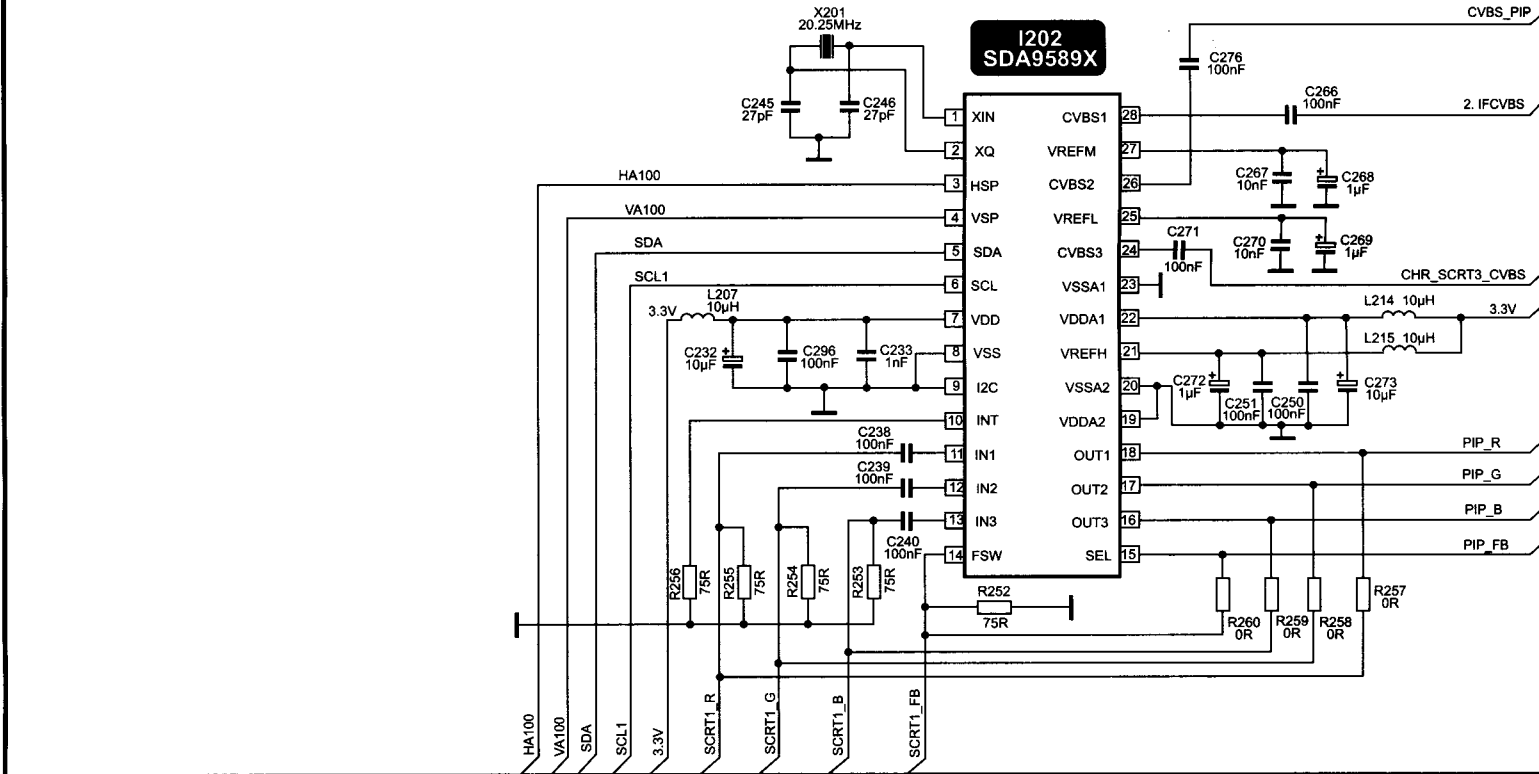 X201
20.25MHz
C245
27pF
C246
27pF
I202
SDA9589X
C276
100nF
CVBS_PIP
C266
100nF
2. IFCVBS
1 XIN
CVBS1 28
2 XQ
VREFM 27
C267
10nF
C268
1µF
HA100
3 HSP
CVBS2 26
VA100
4 VSP
VREFL 25
C270
10nF
C269
1µF
SDA
5 SDA
CVBS3 24
C271
100nF
SCL1
6 SCL
VSSA1 23
CHR_SCRT3_CVBS
3.3V
L207
10µH
7 VDD
VDDA1 22
L214 10µH
3.3V
C232
10µF
C296
100nF
C233
1nF
8 VSS
VREFH 21
L215 10µH
9 I2C
VSSA2 20
C272
1µF
C251
100nF
C250
100nF
C273
10µF
10 INT
VDDA2 19
C238
100nF
11 IN1
OUT1 18
PIP_R
C239
100nF
12 IN2
OUT2 17
PIP_G
13 IN3
OUT3 16
PIP_B
C240
100nF
14 FSW
SEL 15
PIP_FB
R256
75R
R255
75R
R254
75R
R253
75R
R252
75R
R260
0R
R259
0R
R258
0R
R257
0R
HA100
VA100
SDA
SCL1
3.3V
SCRT1_R
SCRT1_G
SCRT1_B
SCRT1_FB